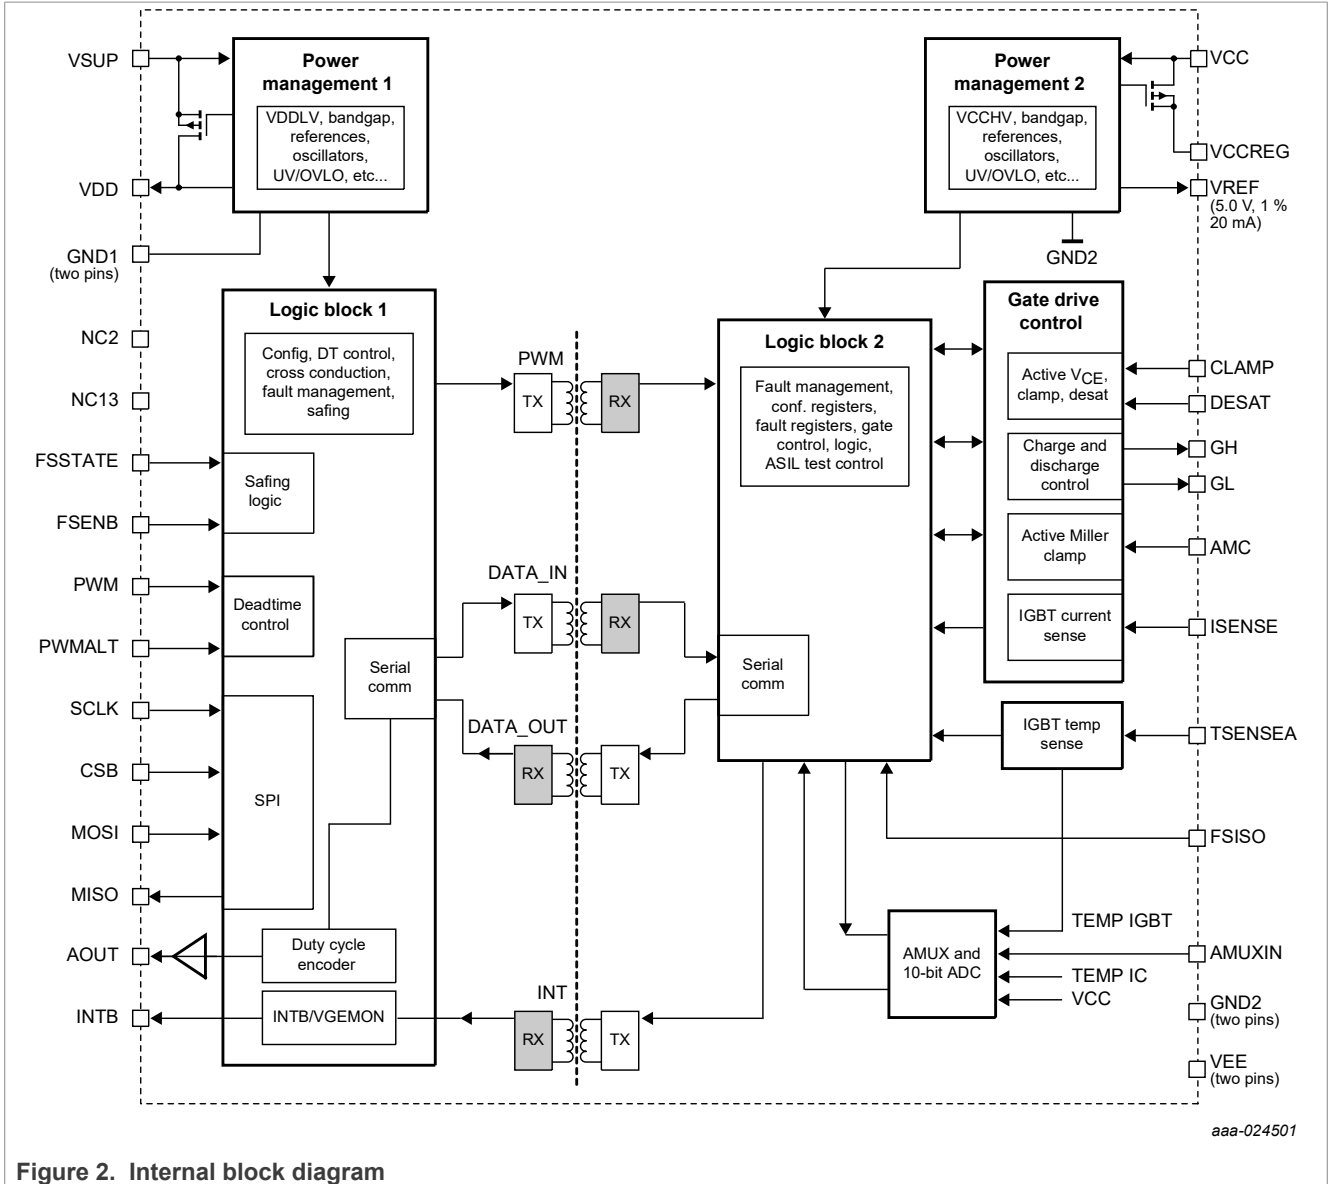 VSUP
VDD
GND1
(two pins)
NC2
NC13
FSSTATE
FSENB
PWM
PWMALT
SCLK
CSB
MOSI
MISO
AOUT
INTB
Power
management 1
VDDLV, bandgap,
references,
oscillators,
UV/OVLO, etc...
Logic block 1
Config, DT control,
cross conduction,
fault management,
safing
Safing
logic
Deadtime
control
Serial
comm
SPI
Duty cycle
encoder
INTB/VGEMON
PWM
TX
RX
DATA_IN
TX
RX
DATA_OUT
RX
TX
INT
RX
TX
Power
management 2
VCCHV, bandgap,
references,
oscillators,
UV/OVLO, etc...
GND2
Logic block 2
Fault management,
conf. registers,
fault registers, gate
control, logic,
ASIL test control
Serial
comm
Gate drive
control
Active VCE,
clamp, desat
Charge and
discharge
control
Active Miller
clamp
IGBT current
sense
IGBT temp
sense
AMUX and
10-bit ADC
TEMP IGBT
TEMP IC
VCC
VCC
VCCREG
VREF
(5.0 V, 1 %
20 mA)
CLAMP
DESAT
GH
GL
AMC
ISENSE
TSENSEA
FSISO
AMUXIN
GND2
(two pins)
VEE
(two pins)
aaa-024501
Figure 2. Internal block diagram